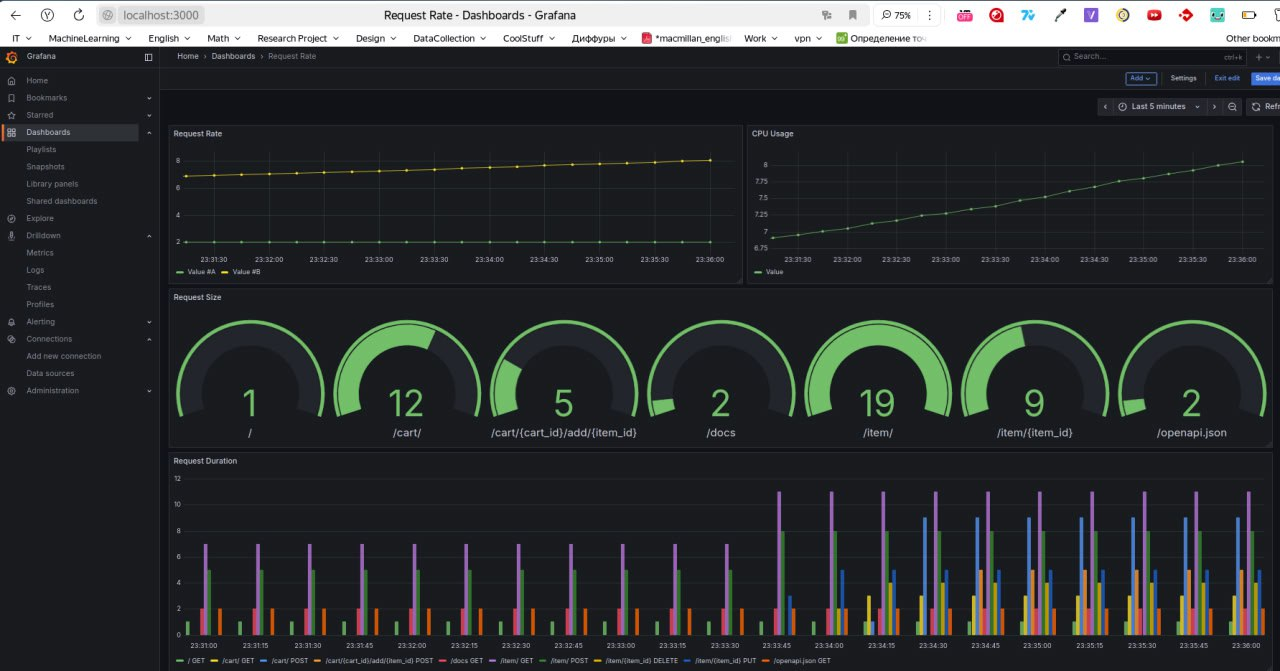 localhost:3000
Request Rate - Dashboards - Grafana
75%
OFF
IT
MachineLearning
English
Math
Research Project
Design
DataCollection
CoolStuff
Диффуры
*macmillan_englis
Work
vpn
Определение точ
Other bookm
Grafana
Home
Bookmarks
Starred
Dashboards
Playlists
Snapshots
Library panels
Shared dashboards
Explore
Drilldown
Metrics
Logs
Traces
Profiles
Alerting
Connections
Add new connection
Data sources
Administration
Home › Dashboards › Request Rate
Search...
ctrl+k
Add
Settings
Exit edit
Save da
Last 5 minutes
Refr
Request Rate
8
6
4
2
23:31:30 23:32:00 23:32:30 23:33:00 23:33:30 23:34:00 23:34:30 23:35:00 23:35:30 23:36:00
Value #A Value #B
CPU Usage
8
7.75
7.5
7.25
7
6.75
23:31:30 23:32:00 23:32:30 23:33:00 23:33:30 23:34:00 23:34:30 23:35:00 23:35:30 23:36:00
Value
Request Size
1 12 5 2 19 9 2
/ /cart/ /cart/{cart_id}/add/{item_id} /docs /item/ /item/{item_id} /openapi.json
Request Duration
12
10
8
6
4
2
0
23:31:00 23:31:15 23:31:30 23:31:45 23:32:00 23:32:15 23:32:30 23:32:45 23:33:00 23:33:15 23:33:30 23:33:45 23:34:00 23:34:15 23:34:30 23:34:45 23:35:00 23:35:15 23:35:30 23:35:45 23:36:00
/ GET /cart/ GET /cart/ POST /cart/{cart_id}/add/{item_id} POST /docs GET /item/ GET /item/ POST /item/{item_id} DELETE /item/{item_id} PUT /openapi.json GET